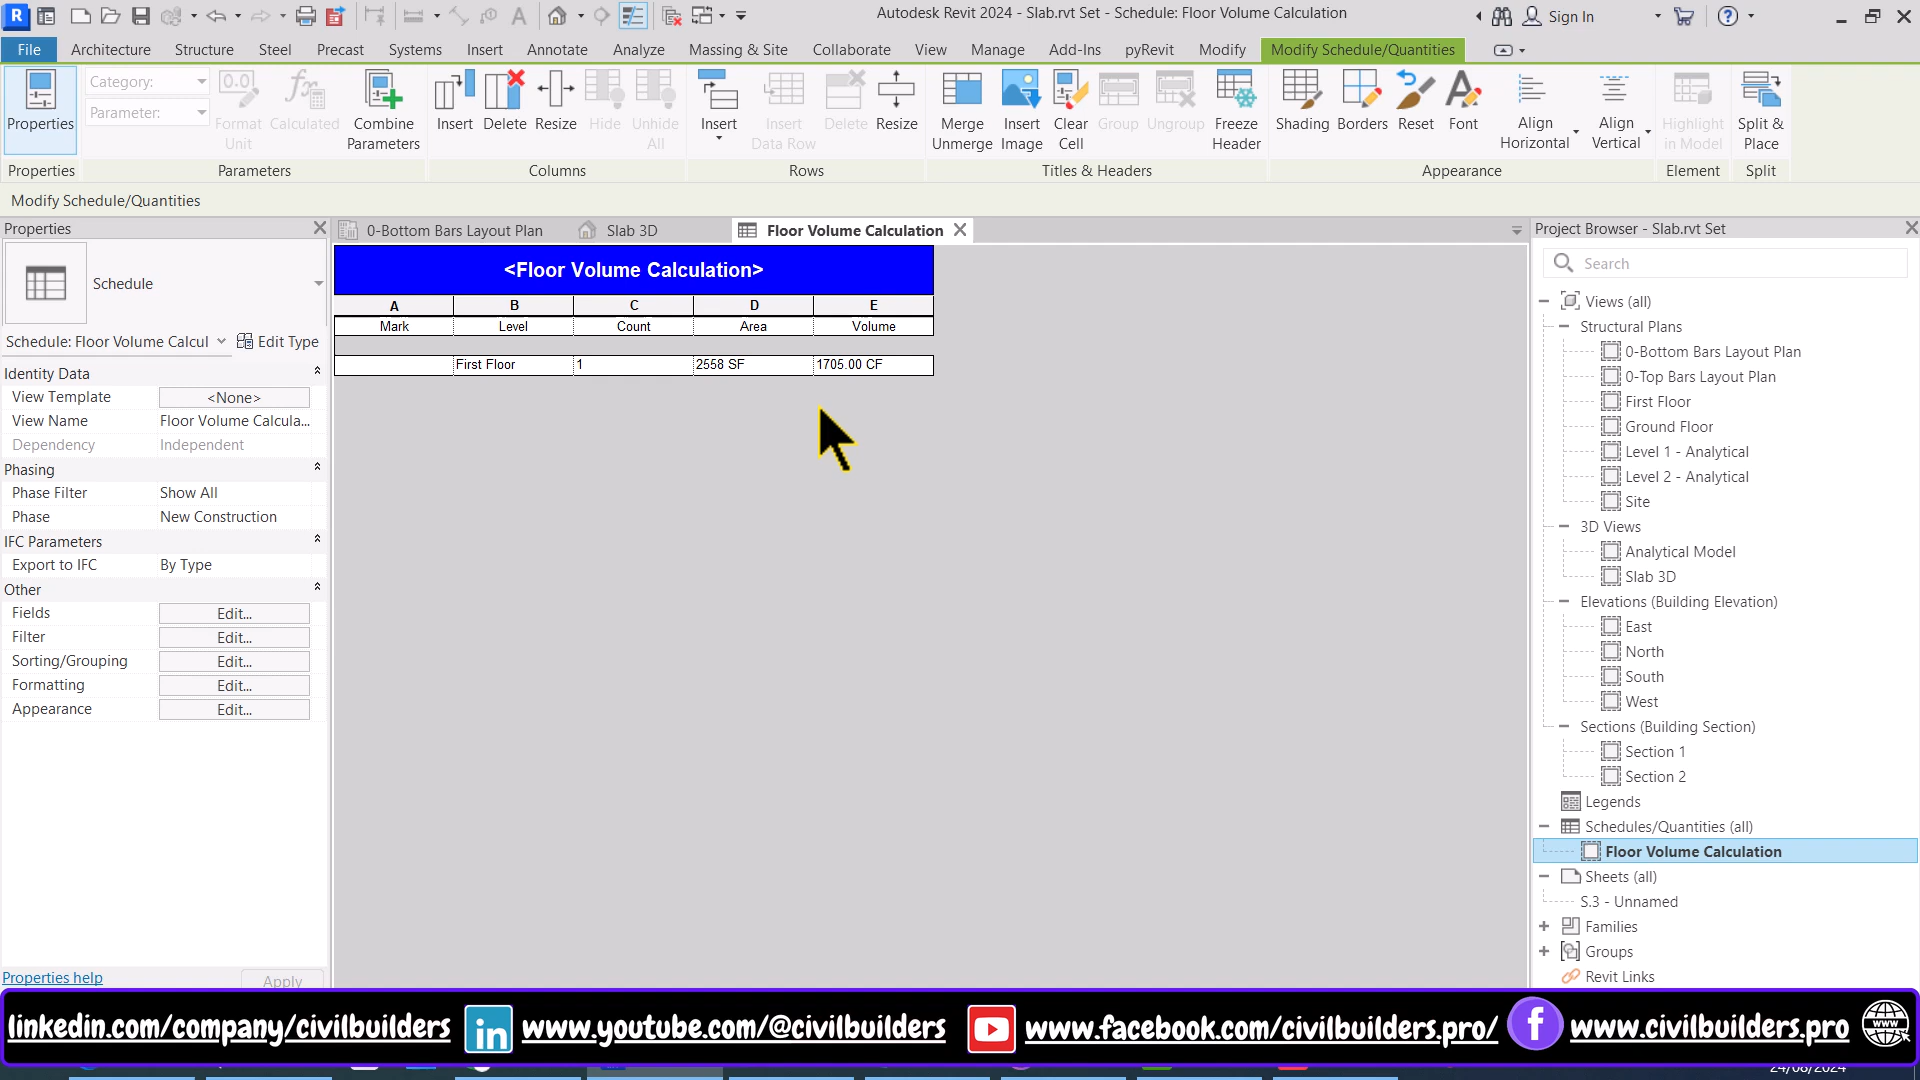 Autodesk Revit 2024 - Slab.rvt Set - Schedule: Floor Volume Calculation
Sign In
File Architecture Structure Steel Precast Systems Insert Annotate Analyze Massing & Site Collaborate View Manage Add-Ins pyRevit Modify Modify Schedule/Quantities
Category:
Parameter:
Properties
Format Unit
Calculated
Combine Parameters
Insert
Delete
Resize
Hide
Unhide All
Insert
Insert Data Row
Delete
Resize
Merge Unmerge
Insert Image
Clear Cell
Group
Ungroup
Freeze Header
Shading
Borders
Reset
Font
Align Horizontal
Align Vertical
Highlight in Model
Split & Place
Properties Parameters Columns Rows Titles & Headers Appearance Element Split
Modify Schedule/Quantities
Properties
Schedule
Schedule: Floor Volume Calcul
Edit Type
Identity Data
View Template <None>
View Name Floor Volume Calcula...
Dependency Independent
Phasing
Phase Filter Show All
Phase New Construction
IFC Parameters
Export to IFC By Type
Other
Fields Edit...
Filter Edit...
Sorting/Grouping Edit...
Formatting Edit...
Appearance Edit...
Properties help
Apply
0-Bottom Bars Layout Plan
Slab 3D
Floor Volume Calculation
<Floor Volume Calculation>
A B C D E
Mark Level Count Area Volume
First Floor 1 2558 SF 1705.00 CF
Project Browser - Slab.rvt Set
Search
Views (all)
Structural Plans
0-Bottom Bars Layout Plan
0-Top Bars Layout Plan
First Floor
Ground Floor
Level 1 - Analytical
Level 2 - Analytical
Site
3D Views
Analytical Model
Slab 3D
Elevations (Building Elevation)
East
North
South
West
Sections (Building Section)
Section 1
Section 2
Legends
Schedules/Quantities (all)
Floor Volume Calculation
Sheets (all)
S.3 - Unnamed
Families
Groups
Revit Links
linkedin.com/company/civilbuilders
www.youtube.com/@civilbuilders
www.facebook.com/civilbuilders.pro/
www.civilbuilders.pro
24/08/2024